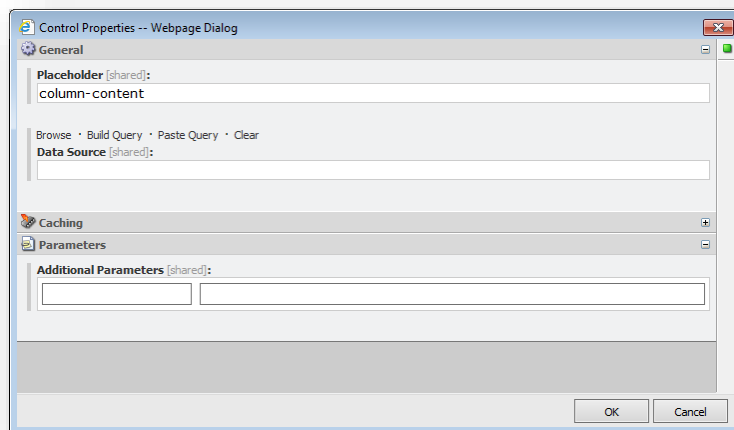 Control Properties -- Webpage Dialog
General
Placeholder [shared]:
column-content
Browse · Build Query · Paste Query · Clear
Data Source [shared]:
Caching
Parameters
Additional Parameters [shared]:
OK Cancel